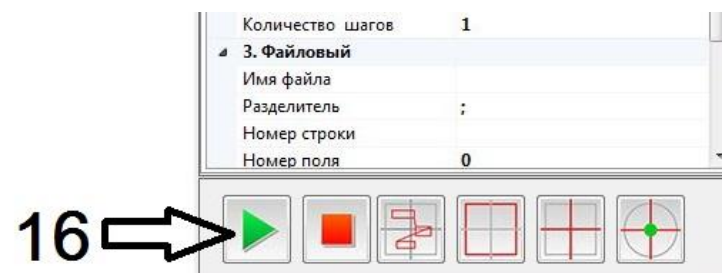 Количество шагов 1
3. Файловый
Имя файла
Разделитель ;
Номер строки
Номер поля 0
16